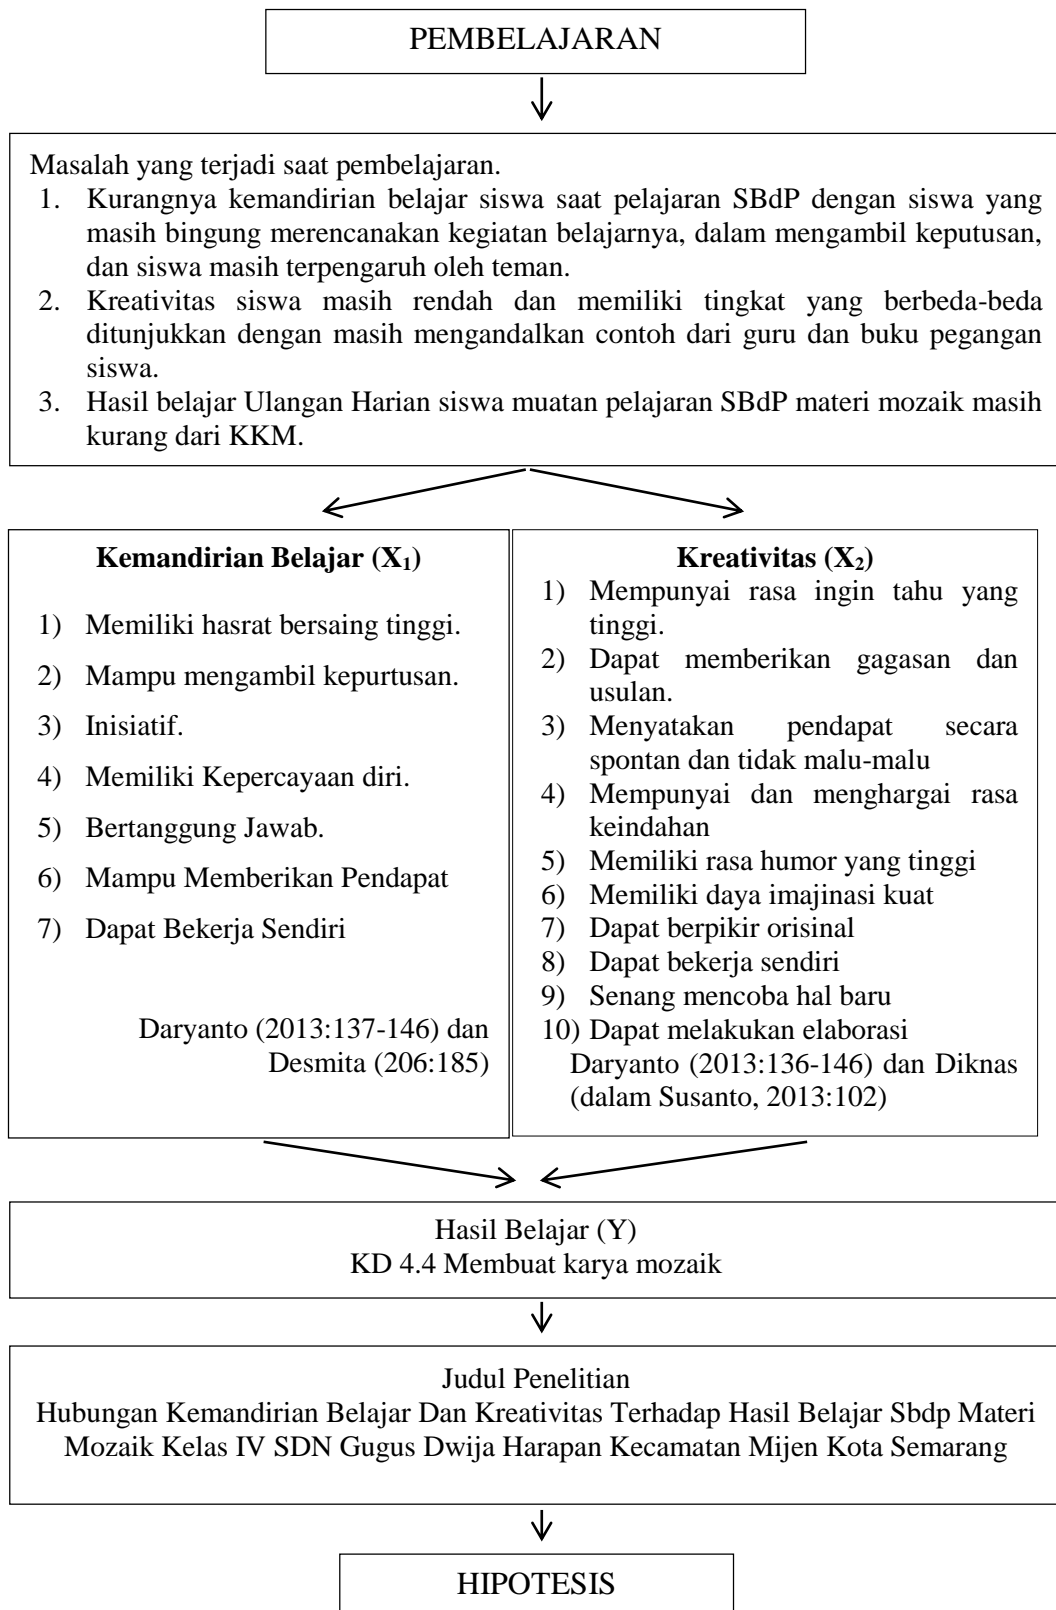 PEMBELAJARAN
Masalah yang terjadi saat pembelajaran.
1. Kurangnya kemandirian belajar siswa saat pelajaran SBdP dengan siswa yang
masih bingung merencanakan kegiatan belajarnya, dalam mengambil keputusan,
dan siswa masih terpengaruh oleh teman.
2. Kreativitas siswa masih rendah dan memiliki tingkat yang berbeda-beda
ditunjukkan dengan masih mengandalkan contoh dari guru dan buku pegangan
siswa.
3. Hasil belajar Ulangan Harian siswa muatan pelajaran SBdP materi mozaik masih
kurang dari KKM.
Kemandirian Belajar (X₁)
1) Memiliki hasrat bersaing tinggi.
2) Mampu mengambil kepurtusan.
3) Inisiatif.
4) Memiliki Kepercayaan diri.
5) Bertanggung Jawab.
6) Mampu Memberikan Pendapat
7) Dapat Bekerja Sendiri
Daryanto (2013:137-146) dan
Desmita (206:185)
Kreativitas (X₂)
1) Mempunyai rasa ingin tahu yang
tinggi.
2) Dapat memberikan gagasan dan
usulan.
3) Menyatakan pendapat secara
spontan dan tidak malu-malu
4) Mempunyai dan menghargai rasa
keindahan
5) Memiliki rasa humor yang tinggi
6) Memiliki daya imajinasi kuat
7) Dapat berpikir orisinal
8) Dapat bekerja sendiri
9) Senang mencoba hal baru
10) Dapat melakukan elaborasi
Daryanto (2013:136-146) dan Diknas
(dalam Susanto, 2013:102)
Hasil Belajar (Y)
KD 4.4 Membuat karya mozaik
Judul Penelitian
Hubungan Kemandirian Belajar Dan Kreativitas Terhadap Hasil Belajar Sbdp Materi
Mozaik Kelas IV SDN Gugus Dwija Harapan Kecamatan Mijen Kota Semarang
HIPOTESIS